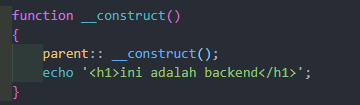 function __construct()
{
parent:: __construct();
echo '<h1>ini adalah backend</h1>';
}